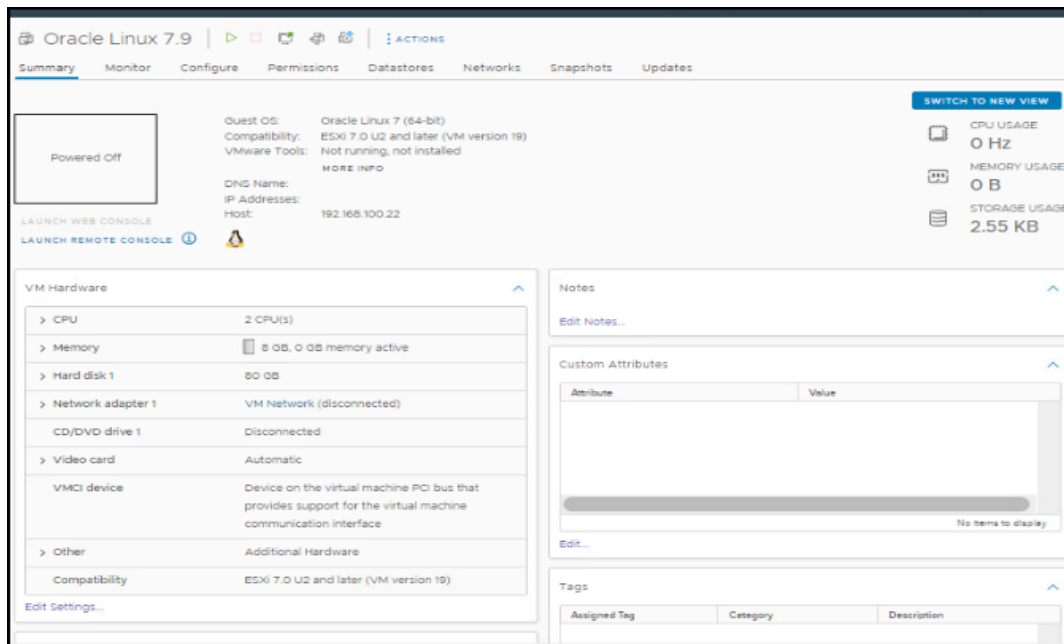 Oracle Linux 7.9
ACTIONS
Summary Monitor Configure Permissions Datastores Networks Snapshots Updates
SWITCH TO NEW VIEW
Powered Off
Guest OS: Oracle Linux 7 (64-bit)
Compatibility: ESXi 7.0 U2 and later (VM version 19)
VMware Tools: Not running, not installed
MORE INFO
DNS Name:
IP Addresses:
Host: 192.168.100.22
CPU USAGE
0 Hz
MEMORY USAGE
0 B
STORAGE USAGE
2.55 KB
LAUNCH WEB CONSOLE
LAUNCH REMOTE CONSOLE
VM Hardware
> CPU 2 CPU(s)
> Memory 8 GB, 0 GB memory active
> Hard disk 1 80 GB
> Network adapter 1 VM Network (disconnected)
CD/DVD drive 1 Disconnected
> Video card Automatic
VMCI device Device on the virtual machine PCI bus that
provides support for the virtual machine
communication interface
> Other Additional Hardware
Compatibility ESXi 7.0 U2 and later (VM version 19)
Edit Settings...
Notes
Edit Notes...
Custom Attributes
Attribute Value
No items to display
Edit...
Tags
Assigned Tag Category Description